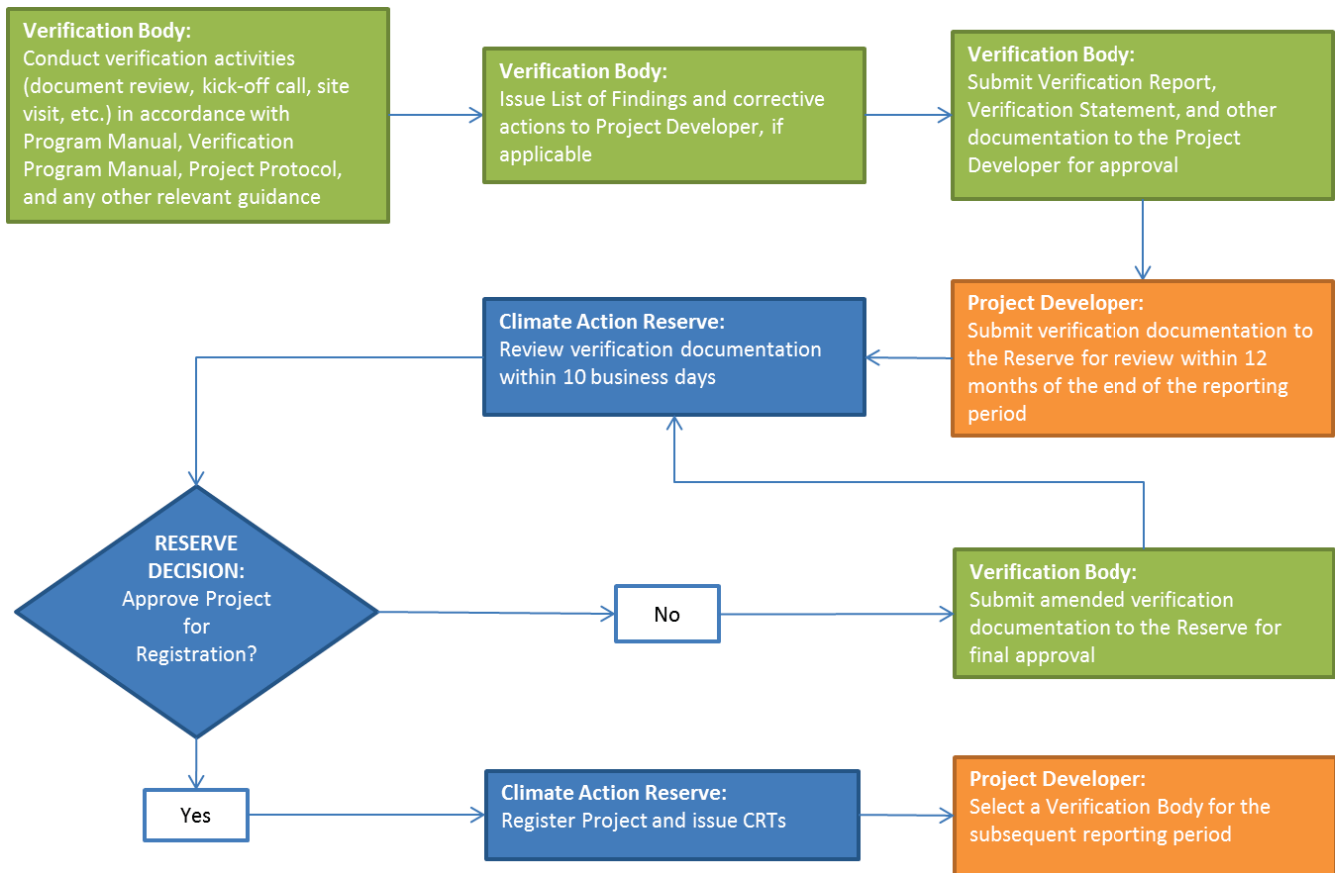 Verification Body:
Conduct verification activities
(document review, kick-off call, site
visit, etc.) in accordance with
Program Manual, Verification
Program Manual, Project Protocol,
and any other relevant guidance
Verification Body:
Issue List of Findings and corrective
actions to Project Developer, if
applicable
Verification Body:
Submit Verification Report,
Verification Statement, and other
documentation to the Project
Developer for approval
Project Developer:
Submit verification documentation to
the Reserve for review within 12
months of the end of the reporting
period
Climate Action Reserve:
Review verification documentation
within 10 business days
RESERVE
DECISION:
Approve Project
for
Registration?
No
Verification Body:
Submit amended verification
documentation to the Reserve for
final approval
Yes
Climate Action Reserve:
Register Project and issue CRTs
Project Developer:
Select a Verification Body for the
subsequent reporting period